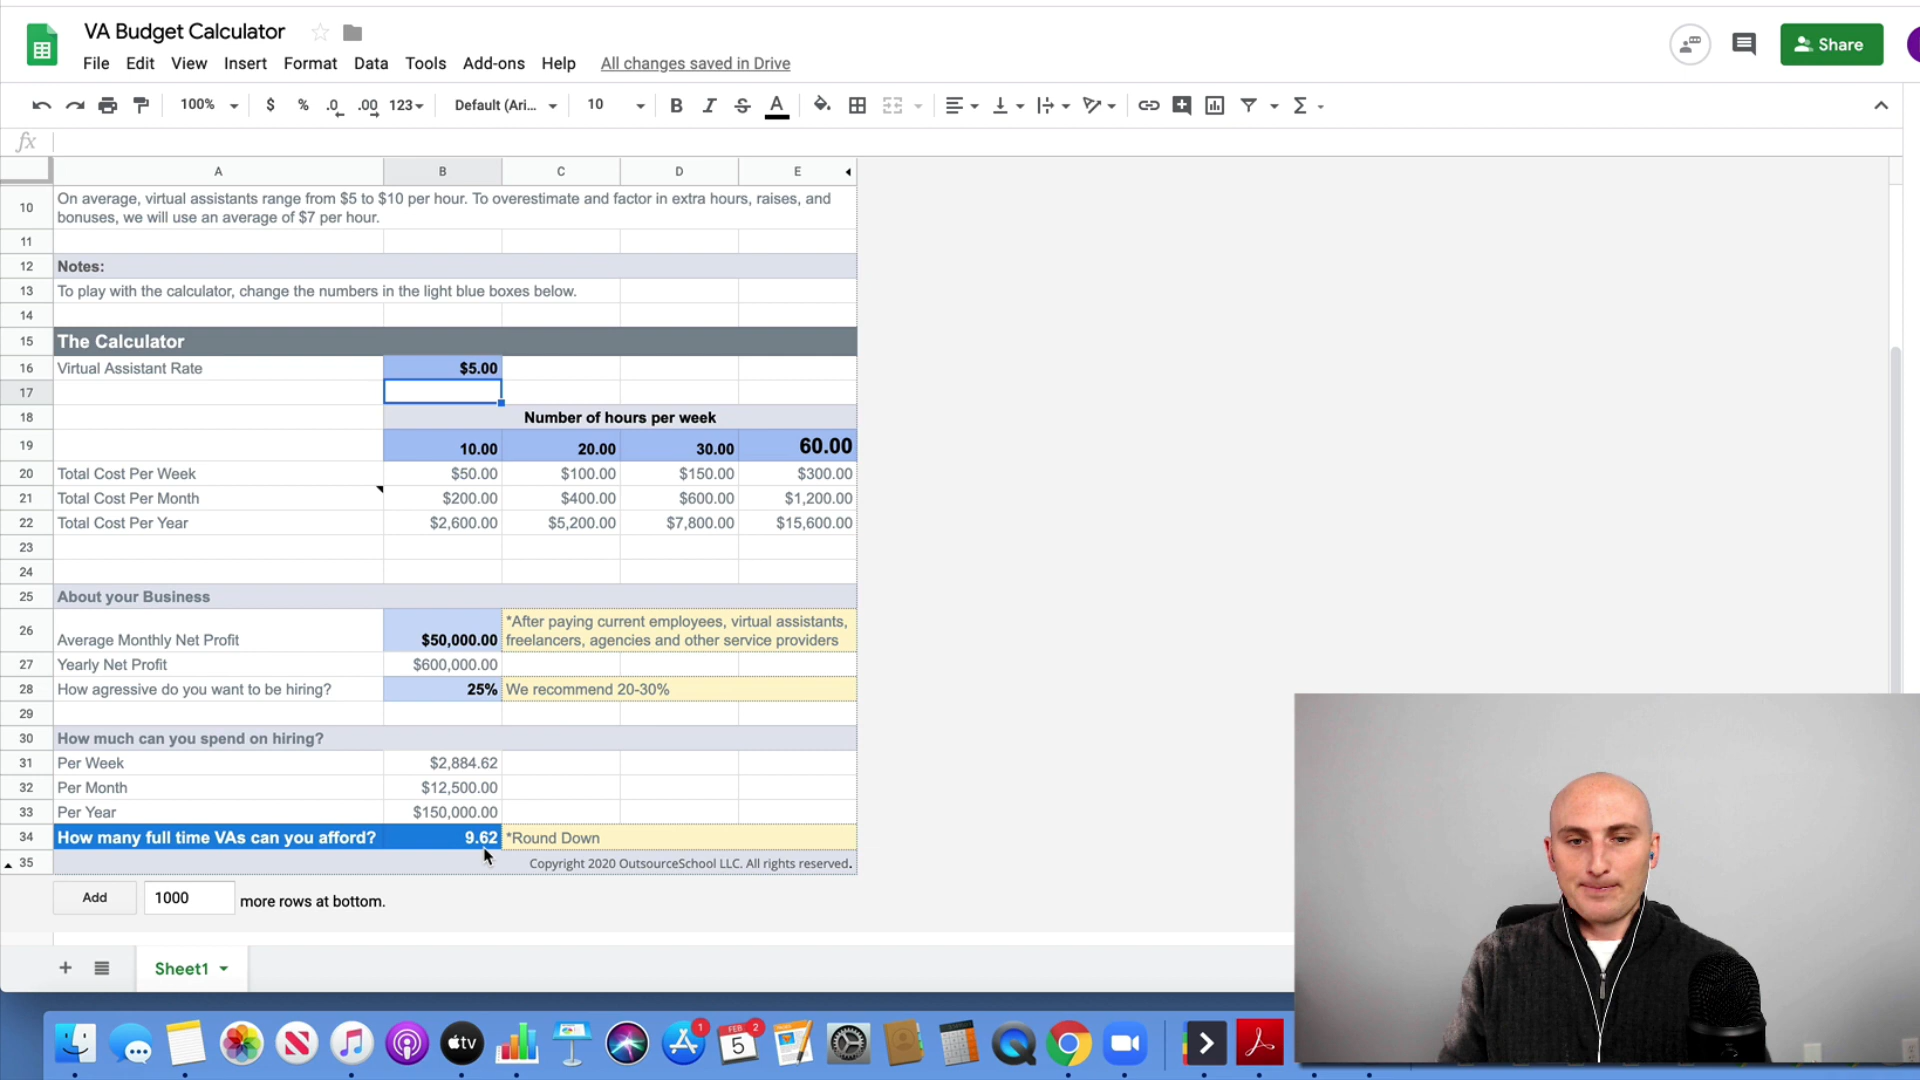 VA Budget Calculator
File Edit View Insert Format Data Tools Add-ons Help All changes saved in Drive
Share
100% $ % .0 .00 123 Default (Ari... 10 B I S A
fx
A B C D E
10 On average, virtual assistants range from $5 to $10 per hour. To overestimate and factor in extra hours, raises, and
bonuses, we will use an average of $7 per hour.
11
12 Notes:
13 To play with the calculator, change the numbers in the light blue boxes below.
14
15 The Calculator
16 Virtual Assistant Rate $5.00
17
18 Number of hours per week
19 10.00 20.00 30.00 60.00
20 Total Cost Per Week $50.00 $100.00 $150.00 $300.00
21 Total Cost Per Month $200.00 $400.00 $600.00 $1,200.00
22 Total Cost Per Year $2,600.00 $5,200.00 $7,800.00 $15,600.00
23
24
25 About your Business
*After paying current employees, virtual assistants,
26 Average Monthly Net Profit $50,000.00 freelancers, agencies and other service providers
27 Yearly Net Profit $600,000.00
28 How agressive do you want to be hiring? 25% We recommend 20-30%
29
30 How much can you spend on hiring?
31 Per Week $2,884.62
32 Per Month $12,500.00
33 Per Year $150,000.00
34 How many full time VAs can you afford? 9.62 *Round Down
35 Copyright 2020 OutsourceSchool LLC. All rights reserved.
Add 1000 more rows at bottom.
Sheet1
tv 1 FEB 2
5